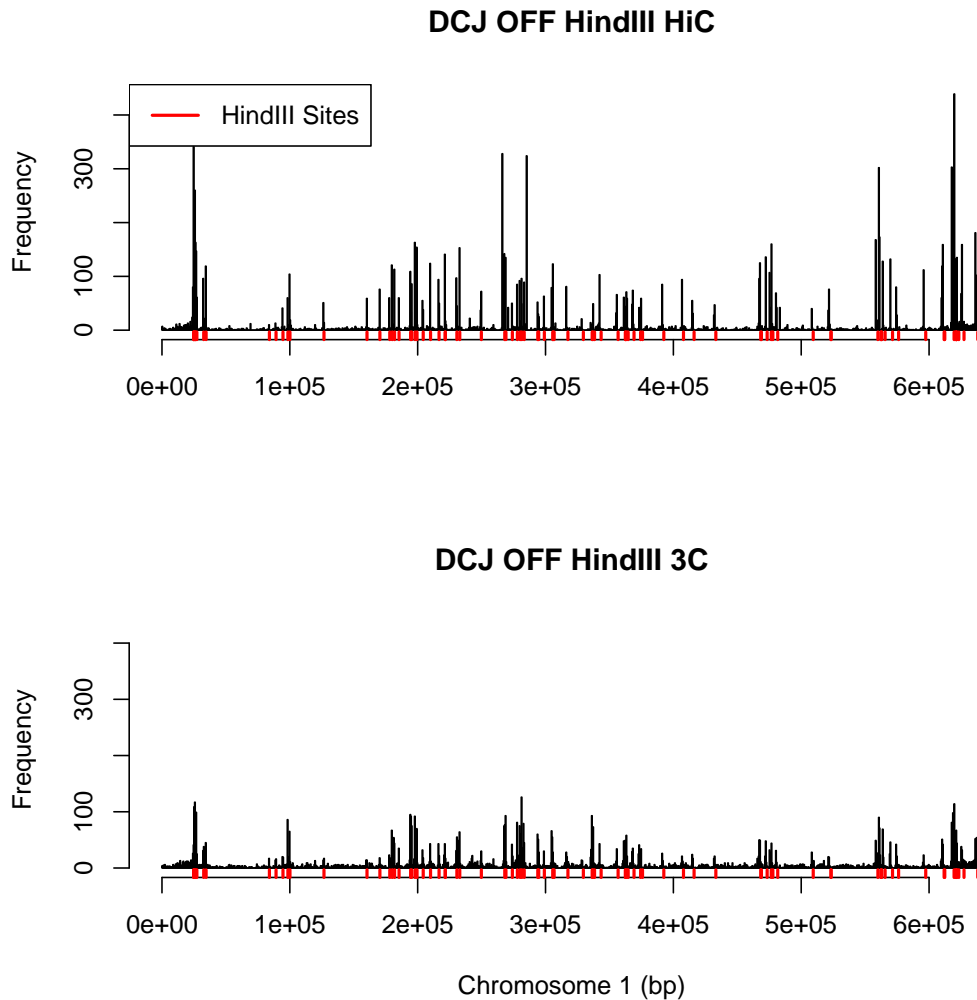 DCJ OFF HindIII HiC
HindIII Sites
Frequency
300
100
0
0e+00 1e+05 2e+05 3e+05 4e+05 5e+05 6e+05
DCJ OFF HindIII 3C
Frequency
300
100
0
0e+00 1e+05 2e+05 3e+05 4e+05 5e+05 6e+05
Chromosome 1 (bp)